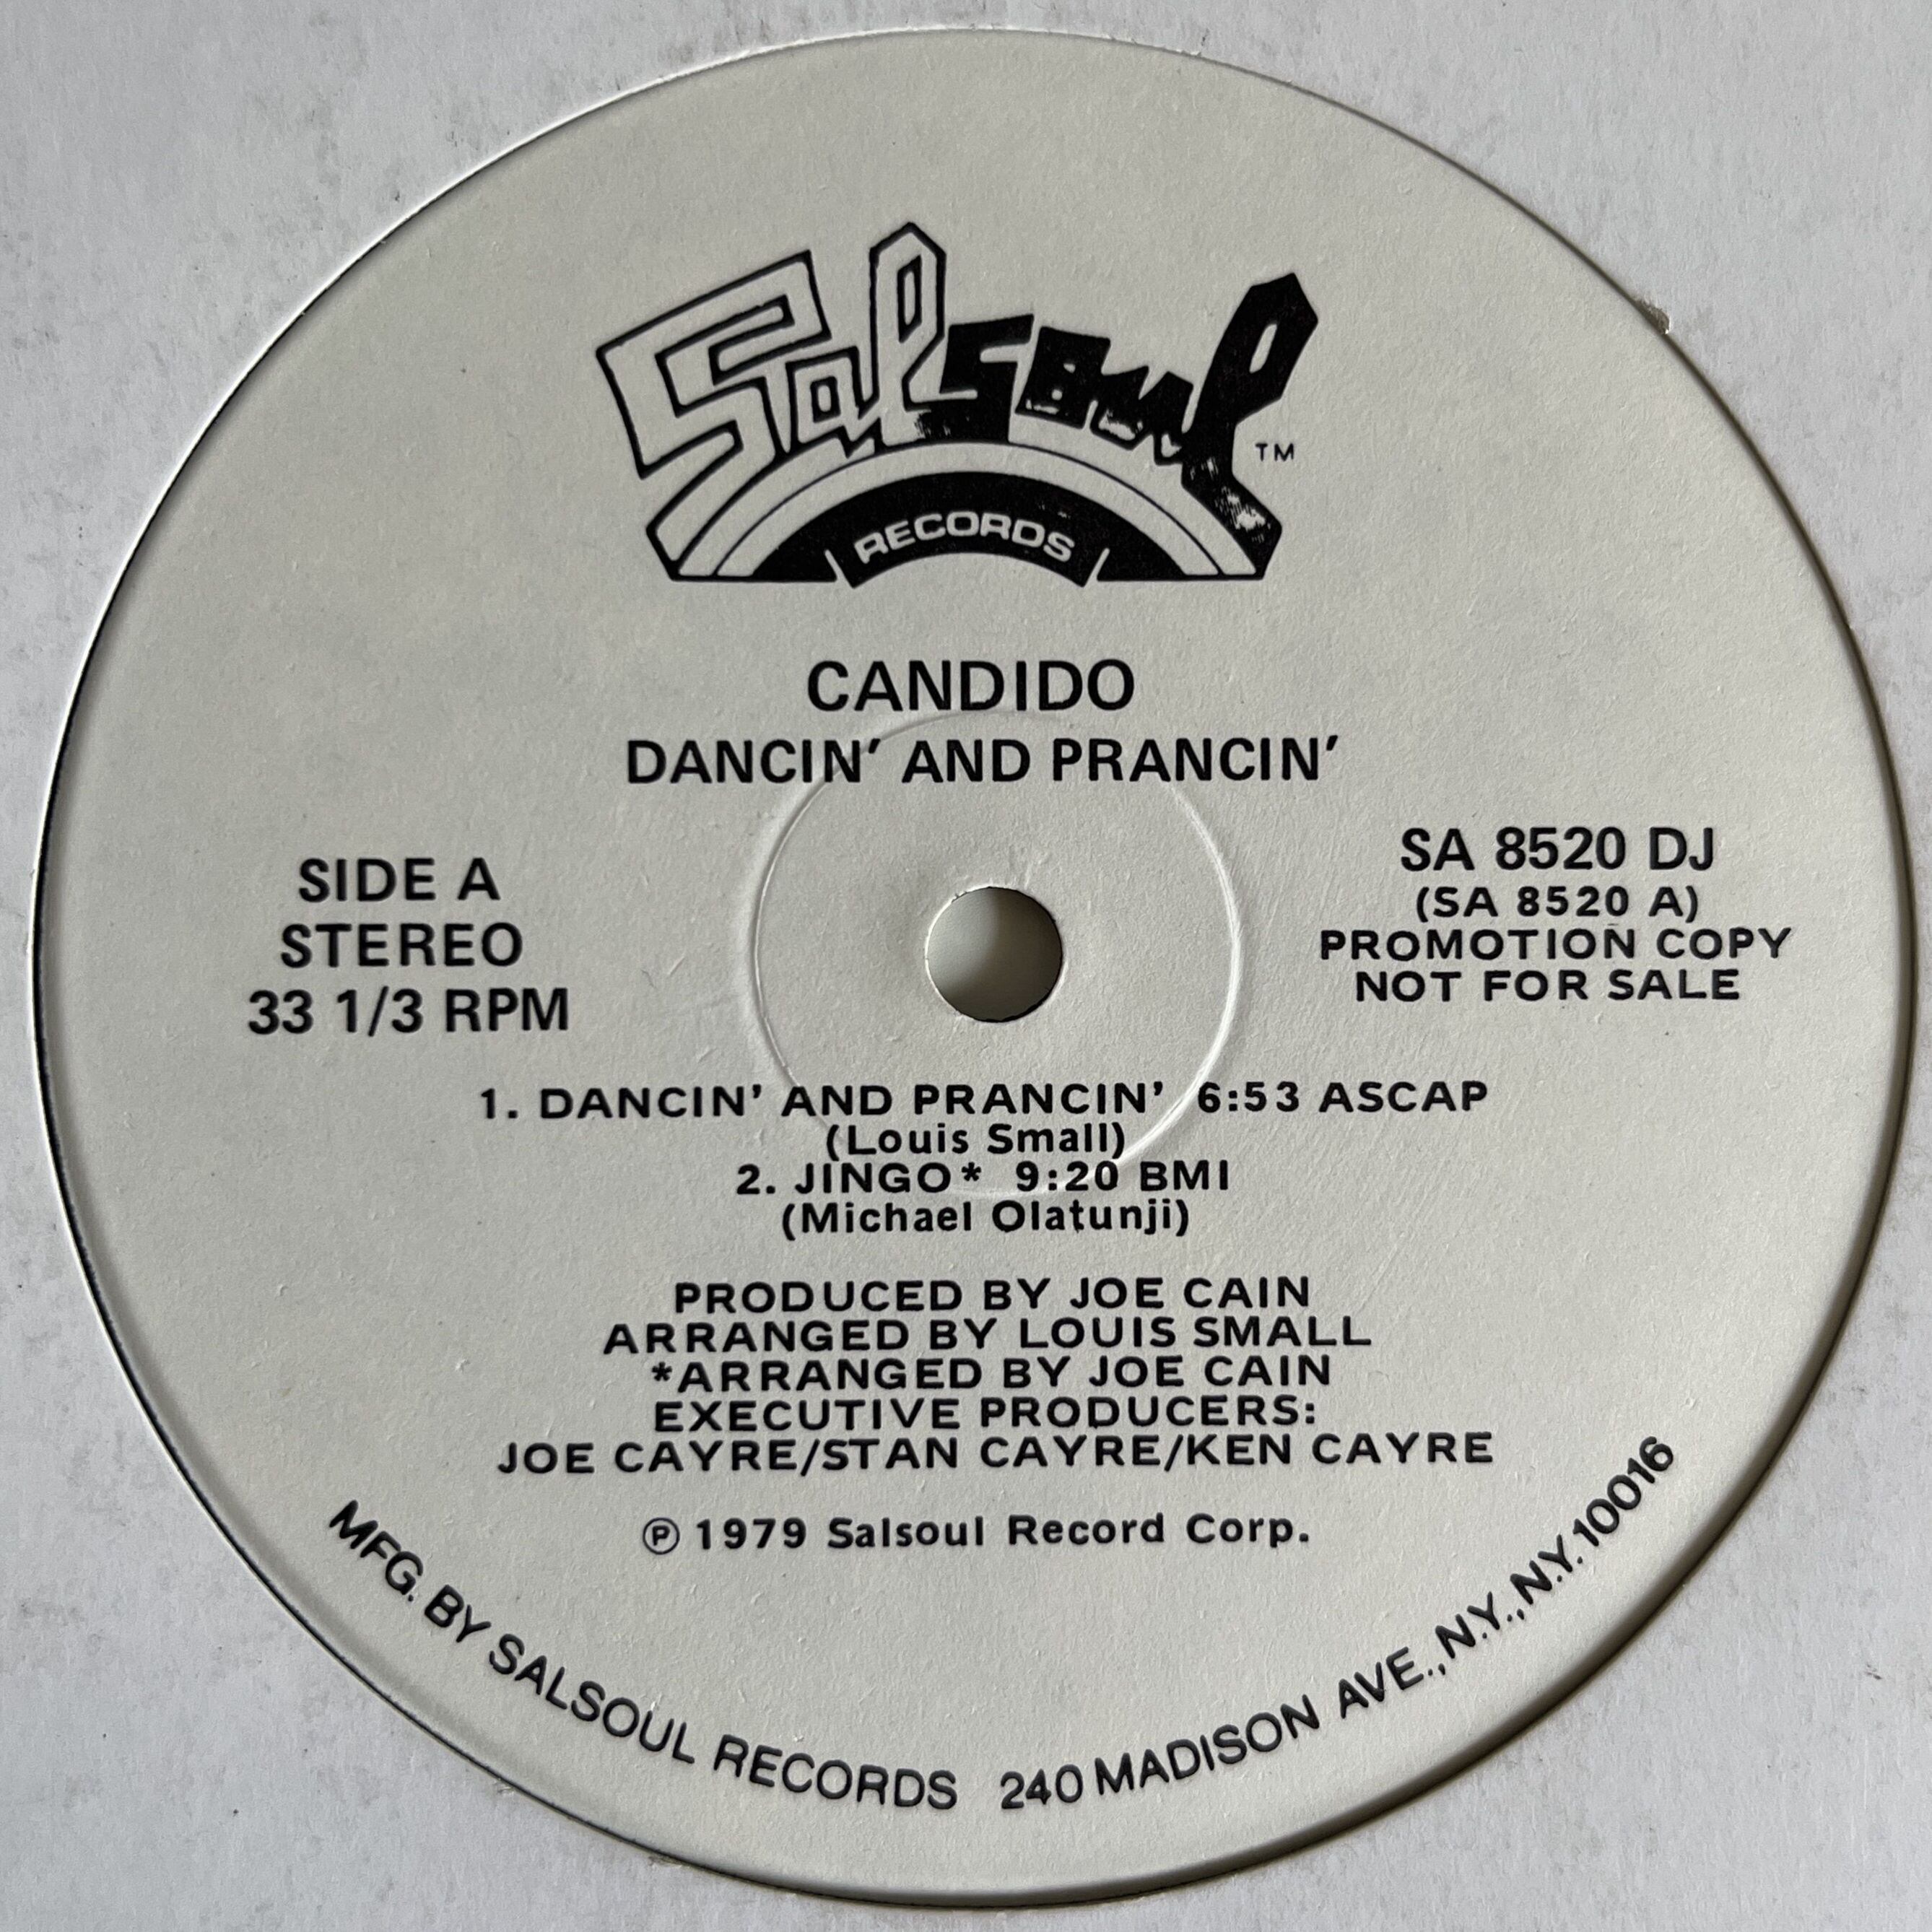 Salsoul TM
RECORDS
CANDIDO
DANCIN' AND PRANCIN'
SIDE A
STEREO
33 1/3 RPM
SA 8520 DJ
(SA 8520 A)
PROMOTION COPY
NOT FOR SALE
1. DANCIN' AND PRANCIN' 6:53 ASCAP
(Louis Small)
2. JINGO* 9:20 BMI
(Michael Olatunji)
PRODUCED BY JOE CAIN
ARRANGED BY LOUIS SMALL
*ARRANGED BY JOE CAIN
EXECUTIVE PRODUCERS:
JOE CAYRE/STAN CAYRE/KEN CAYRE
℗ 1979 Salsoul Record Corp.
MFG. BY SALSOUL RECORDS 240 MADISON AVE.,N.Y.,N.Y. 10016